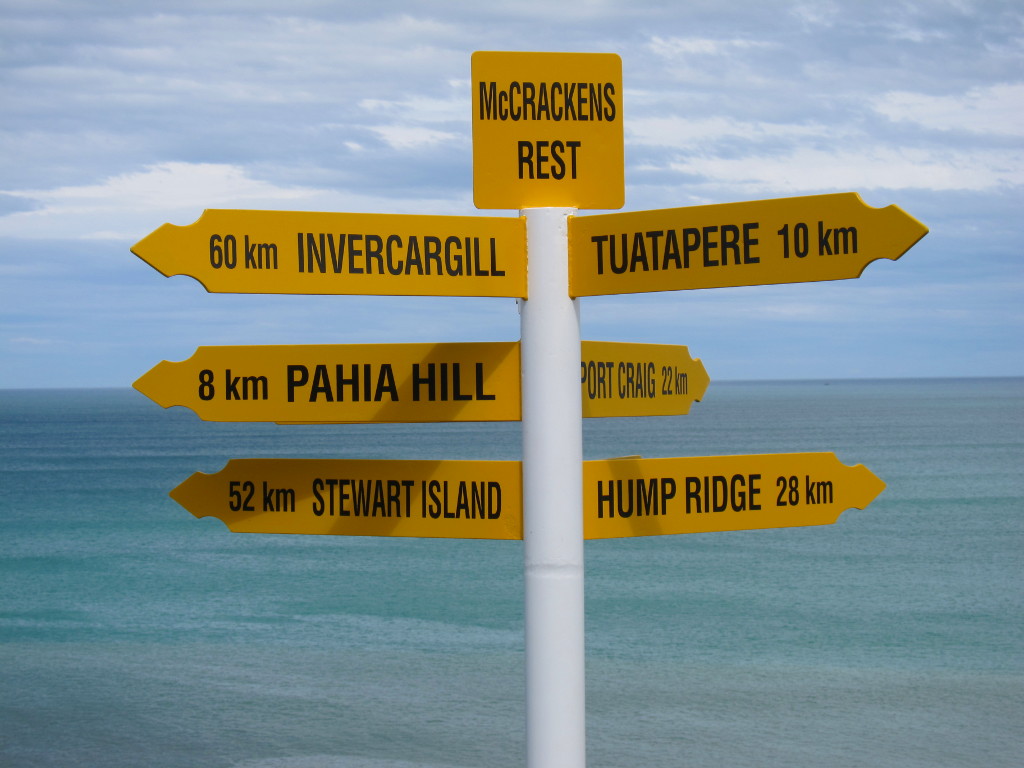 McCRACKENS
REST
60 km INVERCARGILL
TUATAPERE 10 km
8 km PAHIA HILL
PORT CRAIG 22 km
52 km STEWART ISLAND
HUMP RIDGE 28 km